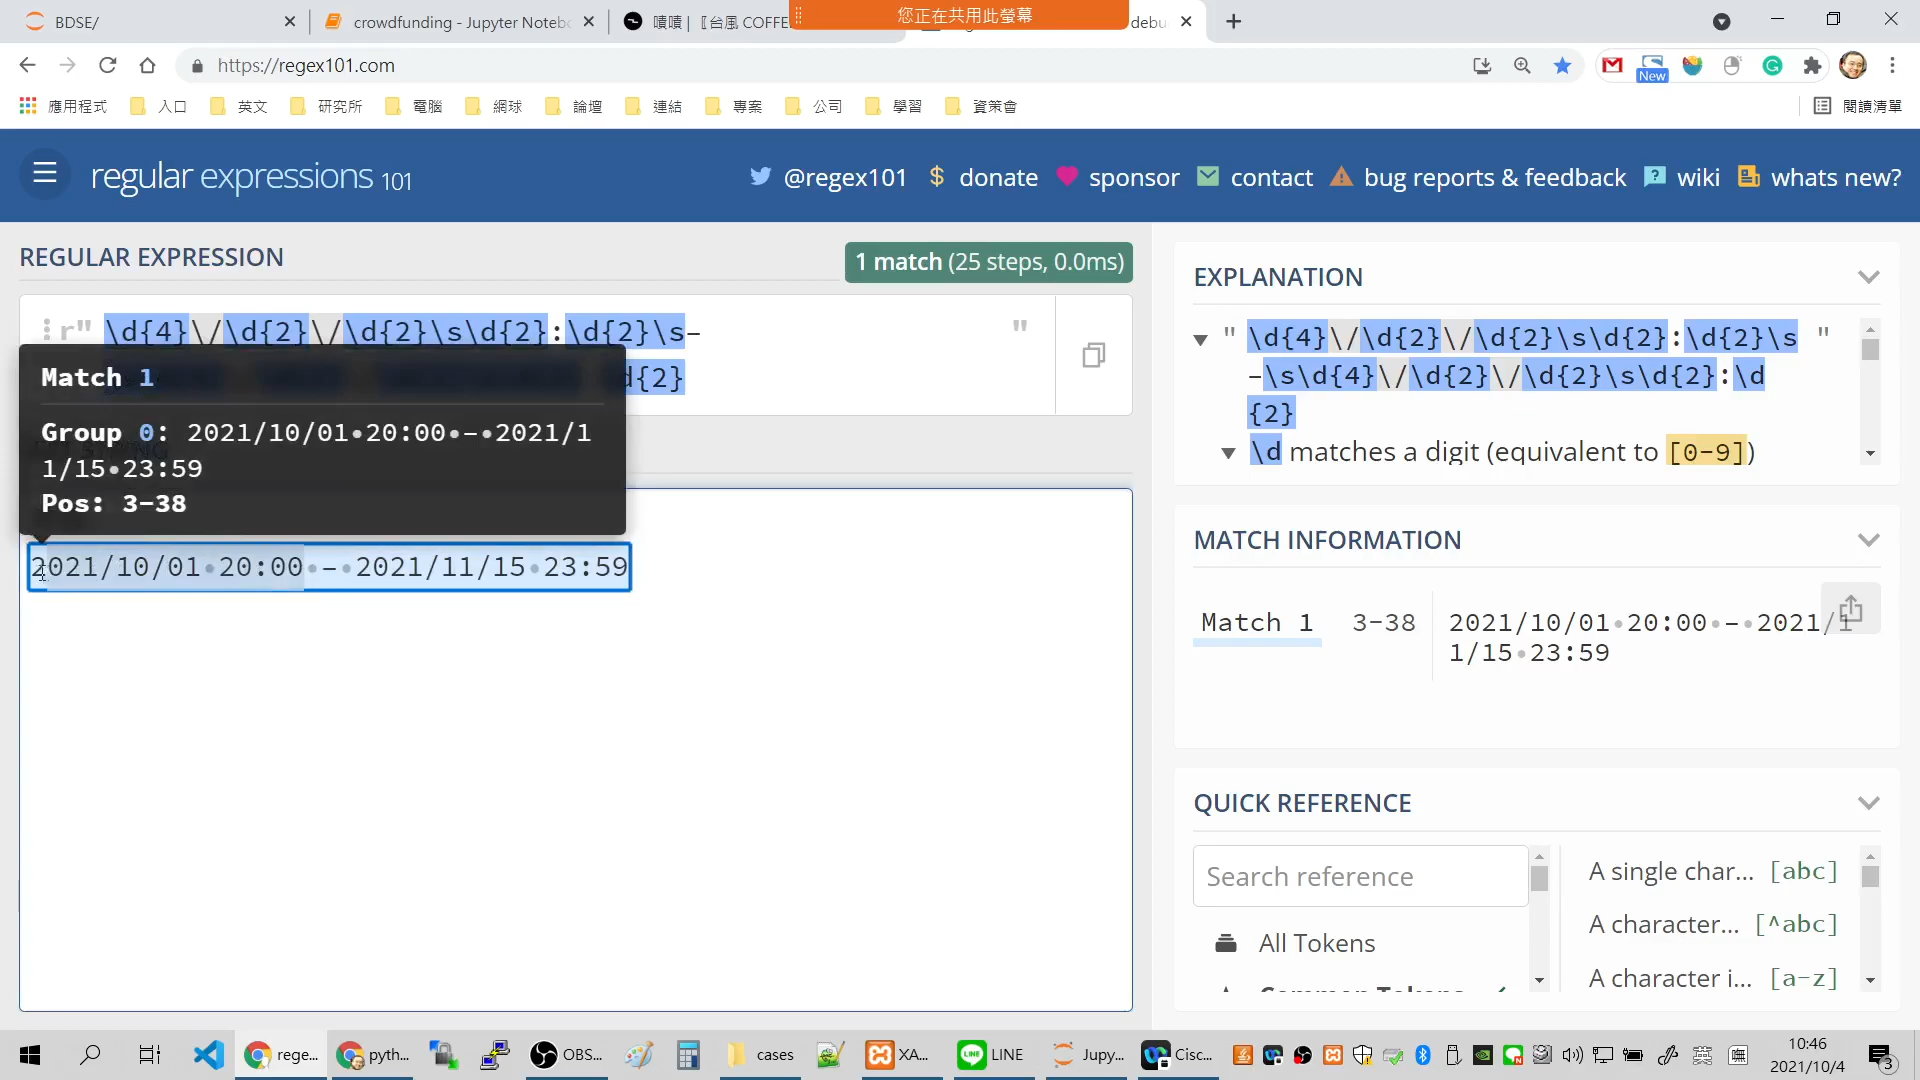 BDSE/
crowdfunding - Jupyter Noteb
嘖嘖 | 【台風 COFFE
您正在共用此螢幕
debu
https://regex101.com
New
應用程式
入口
英文
研究所
電腦
網球
論壇
連結
專案
公司
學習
資策會
閱讀清單
regular expressions 101
@regex101
donate
sponsor
contact
bug reports & feedback
wiki
whats new?
REGULAR EXPRESSION
1 match (25 steps, 0.0ms)
r" \d{4}\/\d{2}\/\d{2}\s\d{2}:\d{2}\s- "
d{2}
Match 1
Group 0: 2021/10/01•20:00•-•2021/1
1/15•23:59
Pos: 3-38
2021/10/01•20:00•-•2021/11/15•23:59
EXPLANATION
" \d{4}\/\d{2}\/\d{2}\s\d{2}:\d{2}\s "
-\s\d{4}\/\d{2}\/\d{2}\s\d{2}:\d
{2}
\d matches a digit (equivalent to [0-9])
MATCH INFORMATION
Match 1 3-38 2021/10/01•20:00•-•2021/1
1/15•23:59
QUICK REFERENCE
Search reference
All Tokens
Common Tokens
A single char... [abc]
A character... [^abc]
A character i... [a-z]
rege...
pyth...
OBS...
cases
XA...
LINE
Jupy...
Cisc...
英
10:46
2021/10/4
3